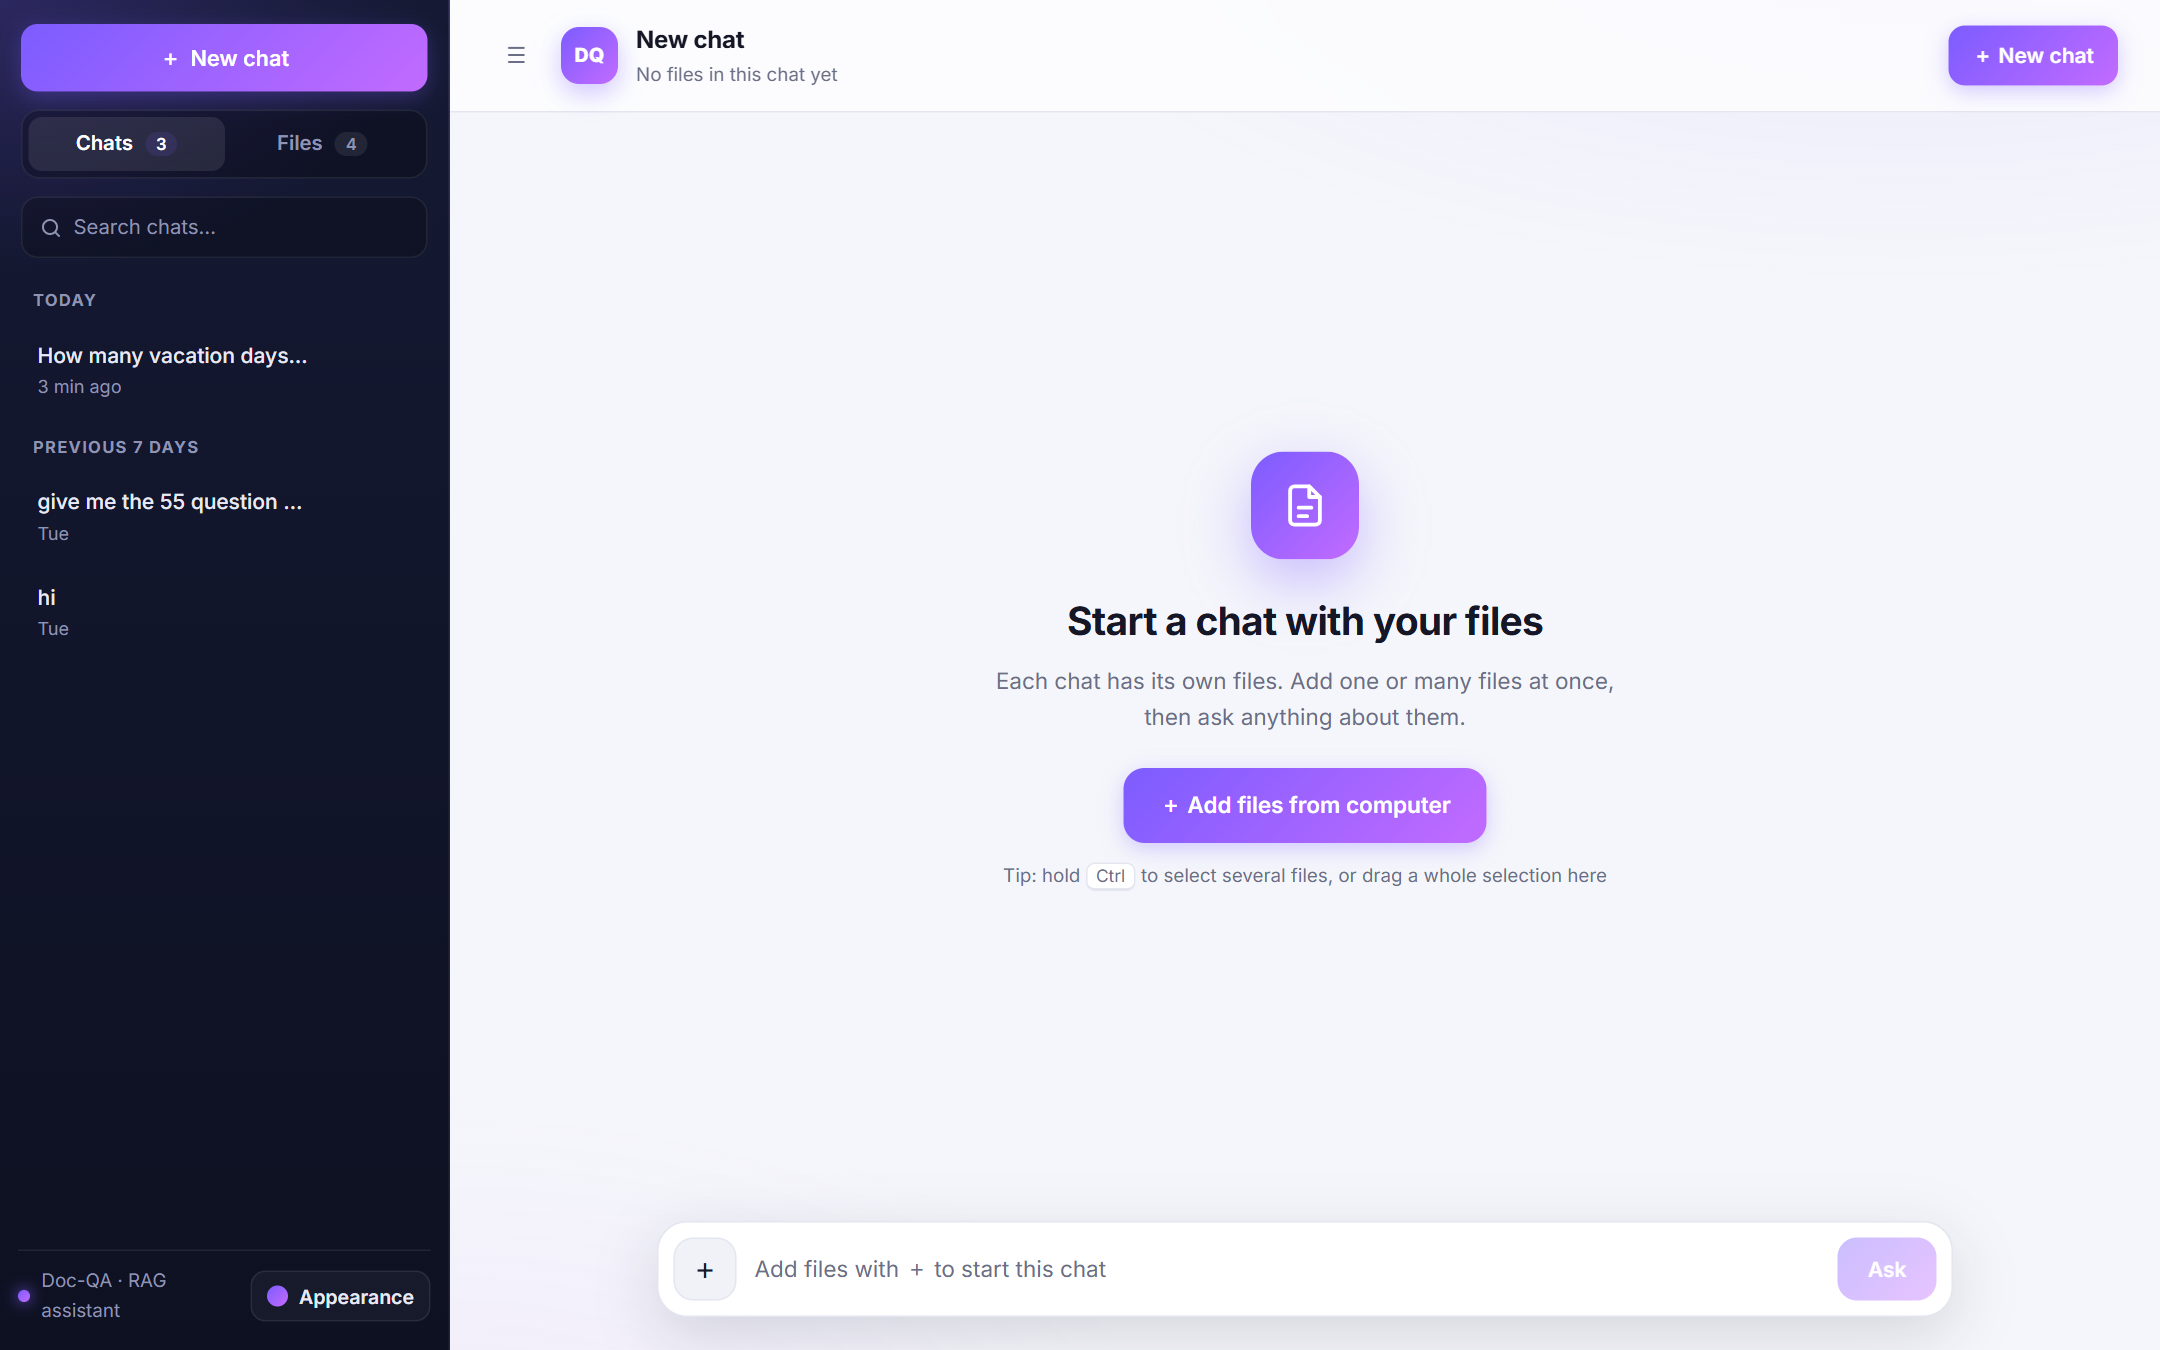 + New chat
Chats 3
Files 4
Search chats...
TODAY
How many vacation days...
3 min ago
PREVIOUS 7 DAYS
give me the 55 question ...
Tue
hi
Tue
Doc-QA · RAG
assistant
Appearance
DQ
New chat
No files in this chat yet
+ New chat
Start a chat with your files
Each chat has its own files. Add one or many files at once,
then ask anything about them.
+ Add files from computer
Tip: hold Ctrl to select several files, or drag a whole selection here
+ Add files with + to start this chat
Ask